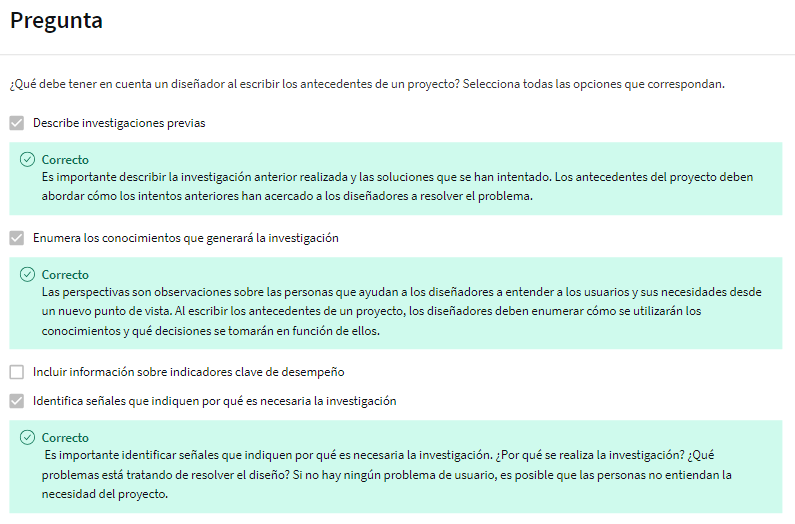 Pregunta
¿Qué debe tener en cuenta un diseñador al escribir los antecedentes de un proyecto? Selecciona todas las opciones que correspondan.
Describe investigaciones previas
Correcto
Es importante describir la investigación anterior realizada y las soluciones que se han intentado. Los antecedentes del proyecto deben
abordar cómo los intentos anteriores han acercado a los diseñadores a resolver el problema.
Enumera los conocimientos que generará la investigación
Correcto
Las perspectivas son observaciones sobre las personas que ayudan a los diseñadores a entender a los usuarios y sus necesidades desde
un nuevo punto de vista. Al escribir los antecedentes de un proyecto, los diseñadores deben enumerar cómo se utilizarán los
conocimientos y qué decisiones se tomarán en función de ellos.
Incluir información sobre indicadores clave de desempeño
Identifica señales que indiquen por qué es necesaria la investigación
Correcto
Es importante identificar señales que indiquen por qué es necesaria la investigación. ¿Por qué se realiza la investigación? ¿Qué
problemas está tratando de resolver el diseño? Si no hay ningún problema de usuario, es posible que las personas no entiendan la
necesidad del proyecto.